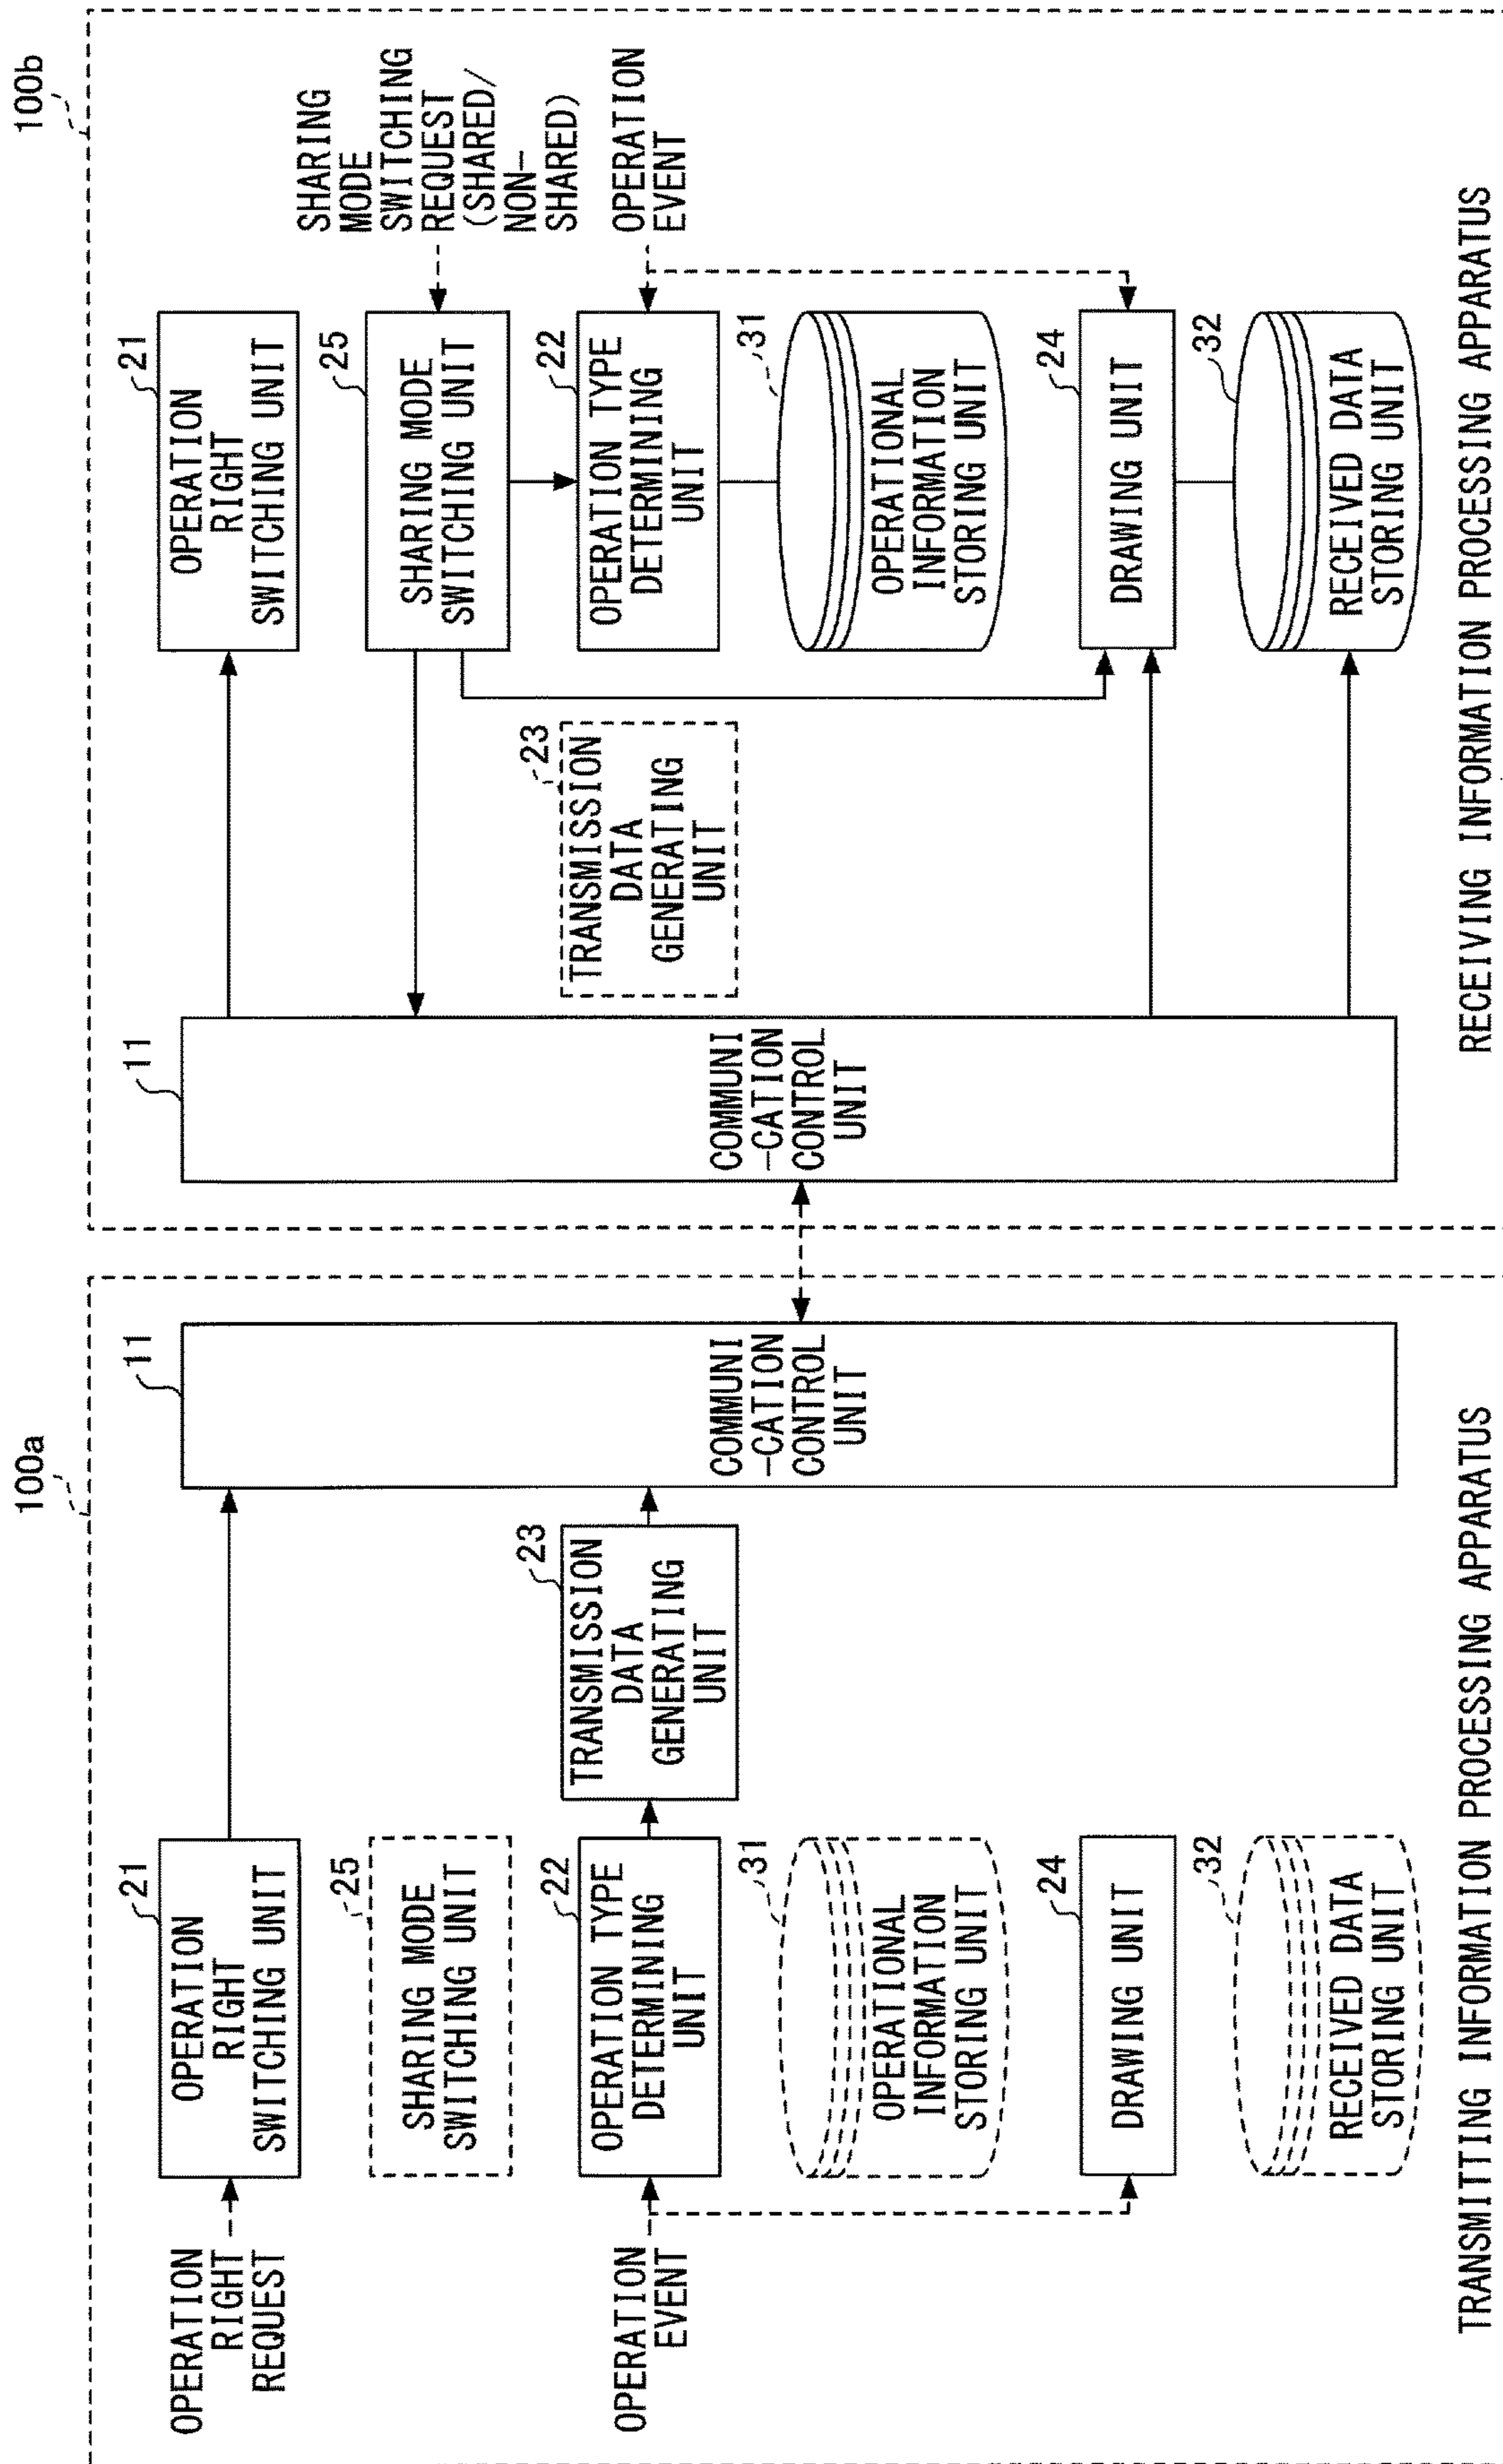 100a
100b
OPERATION
RIGHT
REQUEST
21
OPERATION
RIGHT
SWITCHING UNIT
25
SHARING MODE
SWITCHING UNIT
OPERATION
EVENT
22
OPERATION TYPE
DETERMINING
UNIT
23
TRANSMISSION
DATA
GENERATING
UNIT
31
OPERATIONAL
INFORMATION
STORING UNIT
24
DRAWING UNIT
32
RECEIVED DATA
STORING UNIT
11
COMMUNI
-CATION
CONTROL
UNIT
TRANSMITTING INFORMATION PROCESSING APPARATUS
11
COMMUNI
-CATION
CONTROL
UNIT
23
TRANSMISSION
DATA
GENERATING
UNIT
21
OPERATION
RIGHT
SWITCHING UNIT
25
SHARING MODE
SWITCHING UNIT
22
OPERATION TYPE
DETERMINING
UNIT
31
OPERATIONAL
INFORMATION
STORING UNIT
24
DRAWING UNIT
32
RECEIVED DATA
STORING UNIT
SHARING
MODE
SWITCHING
REQUEST
(SHARED/
NON-
SHARED)
OPERATION
EVENT
RECEIVING INFORMATION PROCESSING APPARATUS